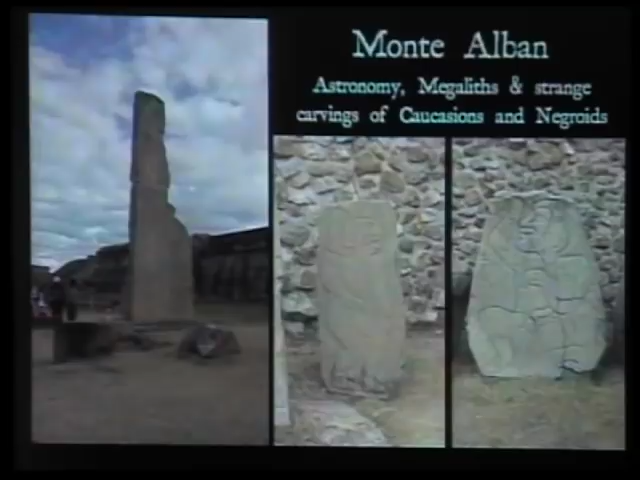 Monte Alban
Astronomy, Megaliths & strange
carvings of Caucasions and Negroids